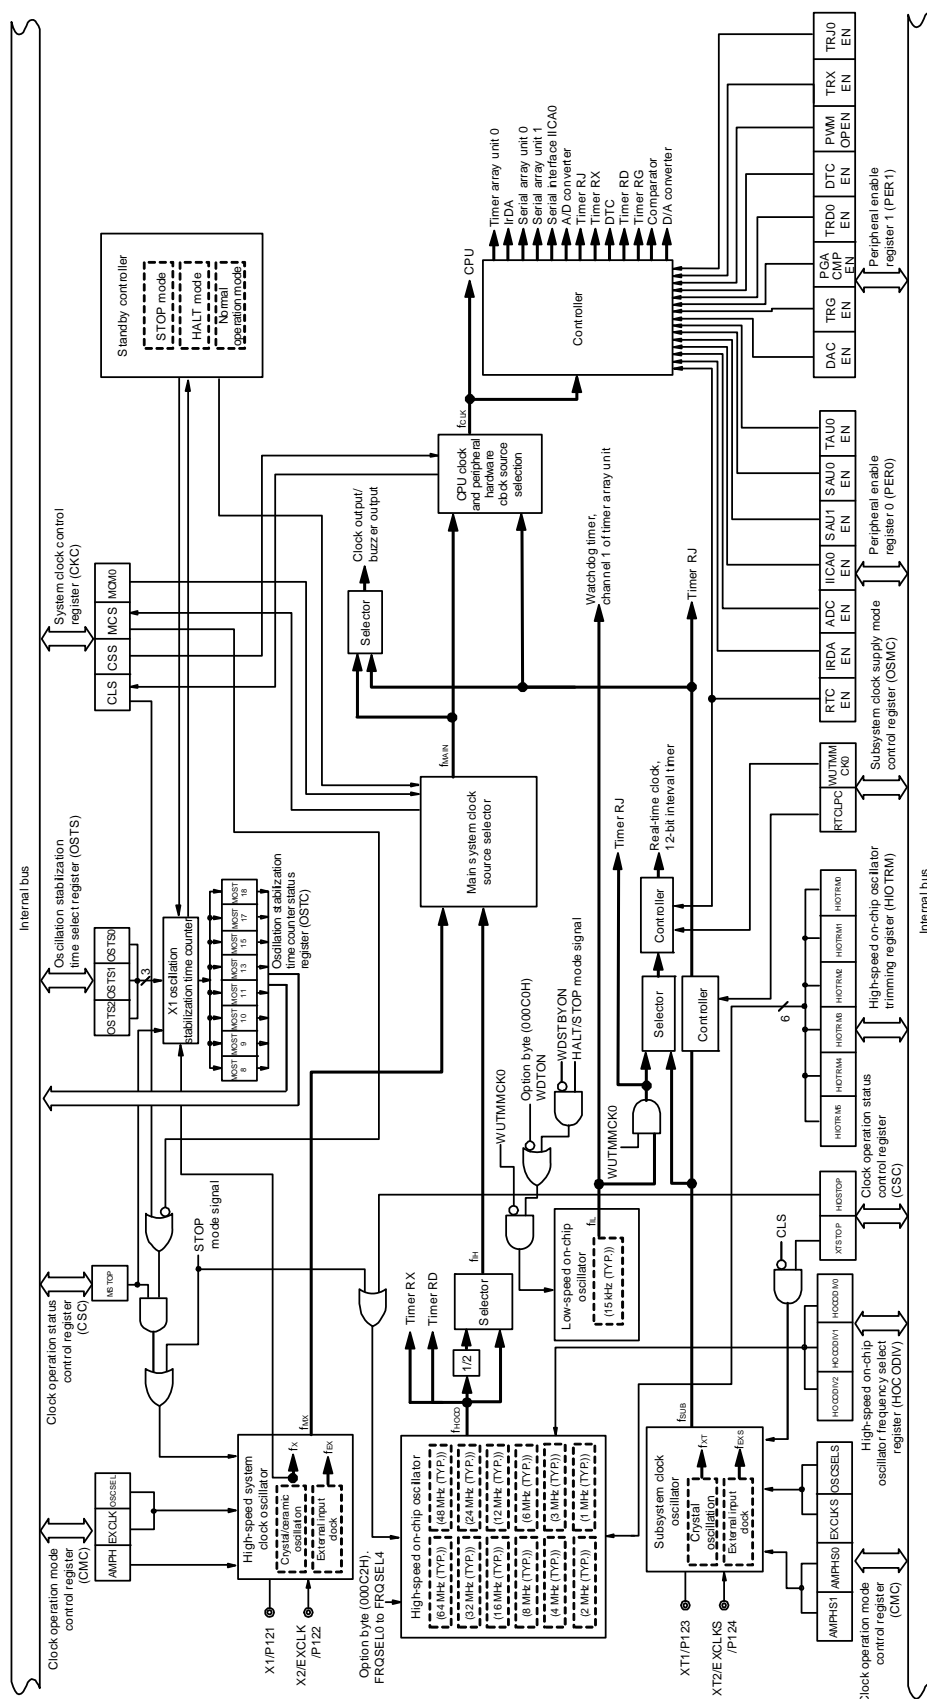 Internal bus
Clock operation mode
control register
(CMC)
AMPH
EXCLK
OSCSEL
Clock operation status
control register
(CSC)
MSTOP
Oscillation stabilization
time select register (OSTS)
OSTS2
OSTS1
OSTS0
3
System clock control
register (CKC)
CLS
CSS
MCS
MCM0
Standby controller
STOP mode
HALT mode
Normal
operation mode
X1 oscillation
stabilization time counter
MOST
8
MOST
9
MOST
10
MOST
11
MOST
13
MOST
15
MOST
17
MOST
18
Oscillation stabilization
time counter status
register (OSTC)
STOP
mode signal
X1/P121
X2/EXCLK
/P122
High-speed system
clock oscillator
Crystal/ceramic
oscillation
External input
clock
fX
fEX
fMX
Option byte (000C2H).
FRQSEL0 to FRQSEL4
High-speed on-chip oscillator
(64 MHz (TYP.))
(48 MHz (TYP.))
(32 MHz (TYP.))
(24 MHz (TYP.))
(16 MHz (TYP.))
(12 MHz (TYP.))
(8 MHz (TYP.))
(6 MHz (TYP.))
(4 MHz (TYP.))
(3 MHz (TYP.))
(2 MHz (TYP.))
(1 MHz (TYP.))
fHOCO
Timer RX
Timer RD
1/2
Selector
fIH
Main system clock
source selector
fMAIN
Selector
Clock output/
buzzer output
CPU clock
and peripheral
hardware
clock source
selection
fCLK
CPU
Controller
Timer array unit 0
IrDA
Serial array unit 0
Serial array unit 1
Serial interface IICA0
A/D converter
Timer RJ
Timer RX
DTC
Timer RD
Timer RG
Comparator
D/A converter
WUTMMCK0
Option byte (000C0H)
WDTON
WDSTBYON
HALT/STOP mode signal
Low-speed on-chip
oscillator
(15 kHz (TYP.))
fIL
Watchdog timer,
channel 1 of timer array unit
WUTMMCK0
Timer RJ
Selector
Controller
Real-time clock,
12-bit interval timer
Controller
Timer RJ
XT1/P123
XT2/EXCLKS
/P124
Subsystem clock
oscillator
Crystal
oscillation
External input
clock
fXT
fEXS
fSUB
CLS
6
AMPHS1
AMPHS0
EXCLKS
OSCSELS
Clock operation mode
control register
(CMC)
HOCODIV2
HOCODIV1
HOCODIV0
High-speed on-chip
oscillator frequency select
register (HOCODIV)
XTSTOP
HIOSTOP
Clock operation status
control register
(CSC)
HIOTRM5
HIOTRM4
HIOTRM3
HIOTRM2
HIOTRM1
HIOTRM0
High-speed on-chip oscillator
trimming register (HIOTRM)
RTCLPC
WUTMM
CK0
Subsystem clock supply mode
control register (OSMC)
RTC
EN
IRDA
EN
ADC
EN
IICA0
EN
SAU1
EN
SAU0
EN
TAU0
EN
Peripheral enable
register 0 (PER0)
DAC
EN
TRG
EN
PGA
CMP
EN
TRD0
EN
DTC
EN
PWM
OPEN
TRX
EN
TRJ0
EN
Peripheral enable
register 1 (PER1)
Internal bus